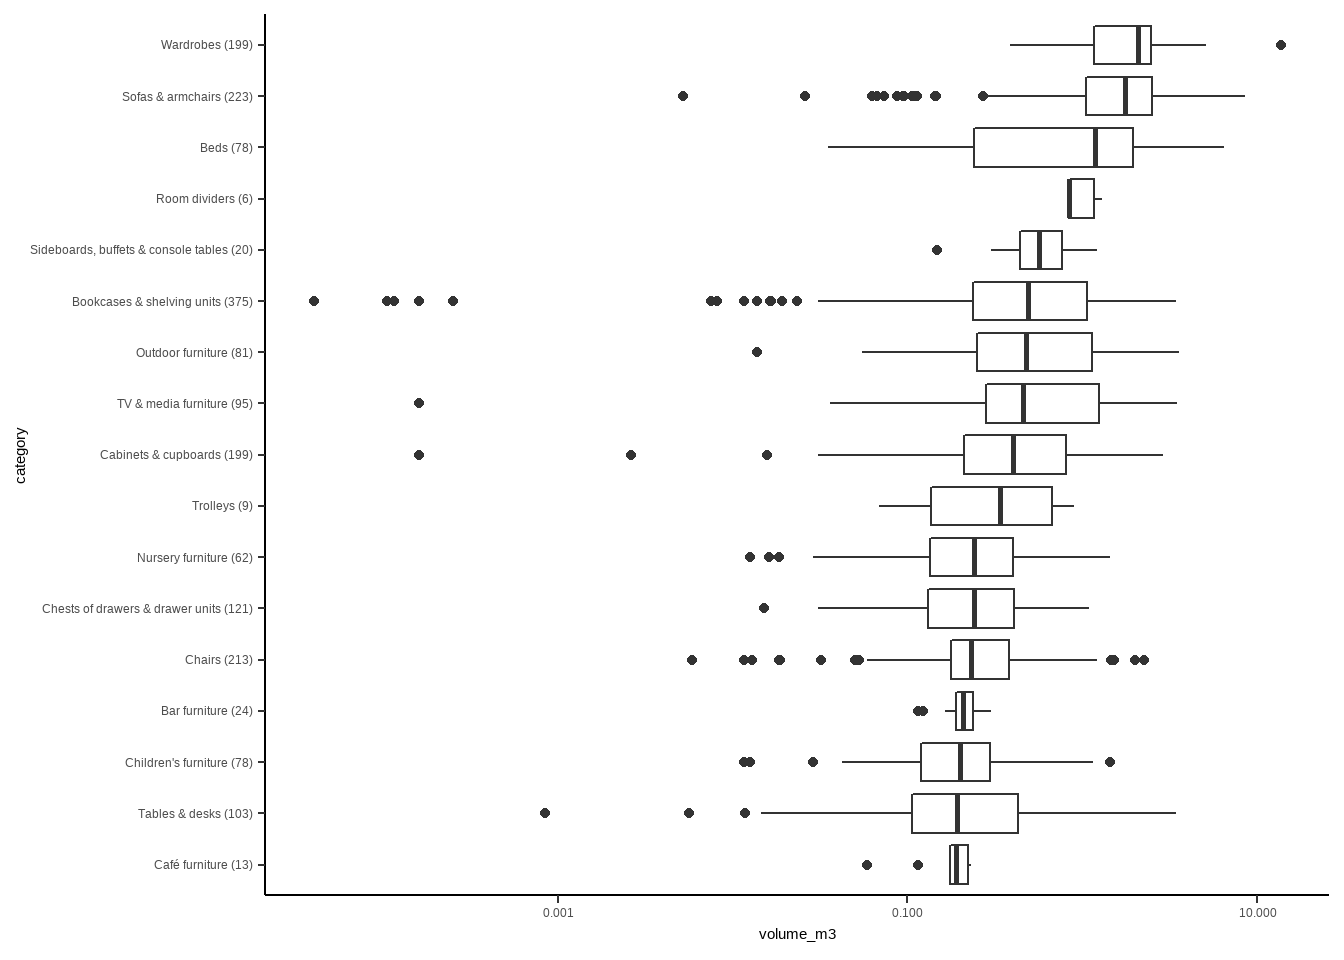 Wardrobes (199)
Sofas & armchairs (223)
Beds (78)
Room dividers (6)
Sideboards, buffets & console tables (20)
Bookcases & shelving units (375)
Outdoor furniture (81)
TV & media furniture (95)
Cabinets & cupboards (199)
Trolleys (9)
Nursery furniture (62)
Chests of drawers & drawer units (121)
Chairs (213)
Bar furniture (24)
Children's furniture (78)
Tables & desks (103)
Café furniture (13)
category
0.001 0.100 10.000
volume_m3